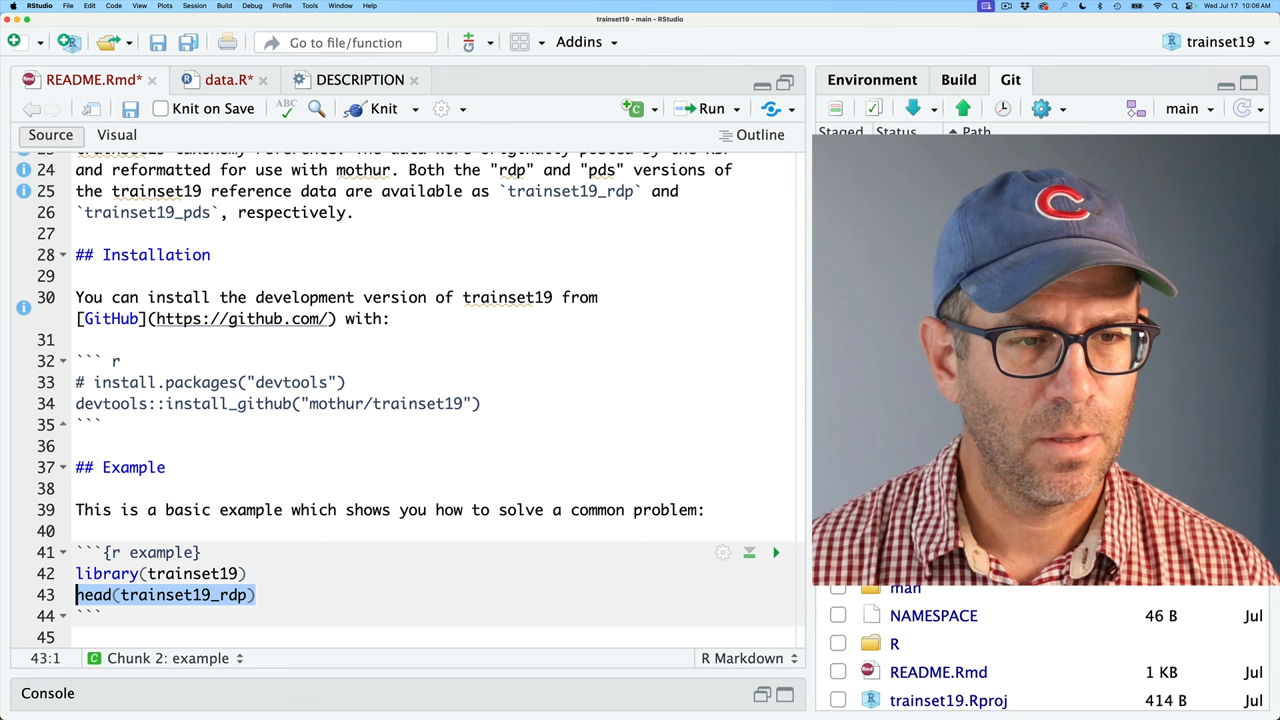 RStudio File Edit Code View Plots Session Build Debug Profile Tools Window Help Wed Jul 17 10:06 AM
trainset19 - main - RStudio
Go to file/function Addins trainset19
README.Rmd* data.R* DESCRIPTION Environment Build Git
Knit on Save ABC Knit Run main
Source Visual Outline Staged Status Path
24 and reformatted for use with mothur. Both the "rdp" and "pds" versions of
25 the trainset19 reference data are available as `trainset19_rdp` and
26 `trainset19_pds`, respectively.
27
28 ## Installation
29
30 You can install the development version of trainset19 from
[GitHub](https://github.com/) with:
31
32 ``` r
33 # install.packages("devtools")
34 devtools::install_github("mothur/trainset19")
35 ```
36
37 ## Example
38
39 This is a basic example which shows you how to solve a common problem:
40
41 ```{r example}
42 library(trainset19)
43 head(trainset19_rdp)
44 ```
45
43:1 Chunk 2: example R Markdown
Console
C
man
NAMESPACE 46 B Jul
R
README.Rmd 1 KB Jul
trainset19.Rproj 414 B Jul